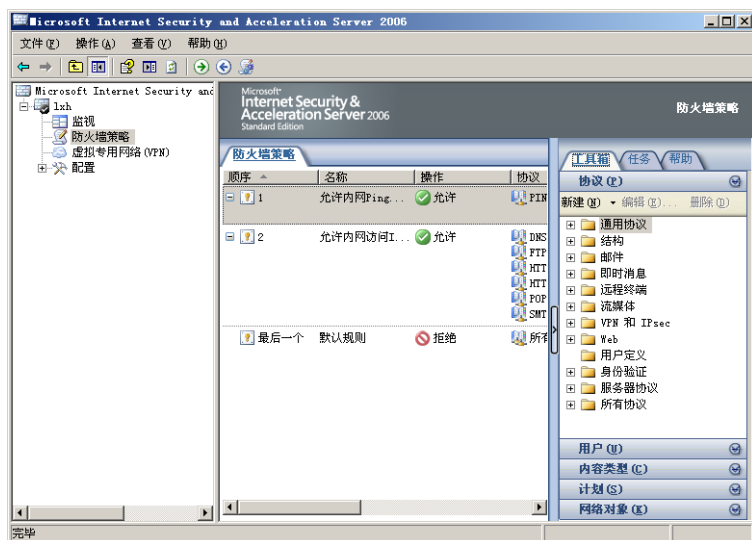 Microsoft Internet Security and Acceleration Server 2006
文件(F) 操作(A) 查看(V) 帮助(H)
Microsoft Internet Security and
lxh
监视
防火墙策略
虚拟专用网络(VPN)
配置
Microsoft
Internet Security &
Acceleration Server 2006
Standard Edition
防火墙策略
防火墙策略
顺序 名称 操作 协议
1 允许内网Ping... 允许 PIN
2 允许内网访问I... 允许 DNS
FTP
HTT
HTT
POP
SMT
最后一个 默认规则 拒绝 所有
工具箱 任务 帮助
协议(P)
新建(N) 编辑(E)... 删除(D)
通用协议
结构
邮件
即时消息
远程终端
流媒体
VPN 和 IPsec
Web
用户定义
身份验证
服务器协议
所有协议
用户(U)
内容类型(C)
计划(S)
网络对象(K)
完毕